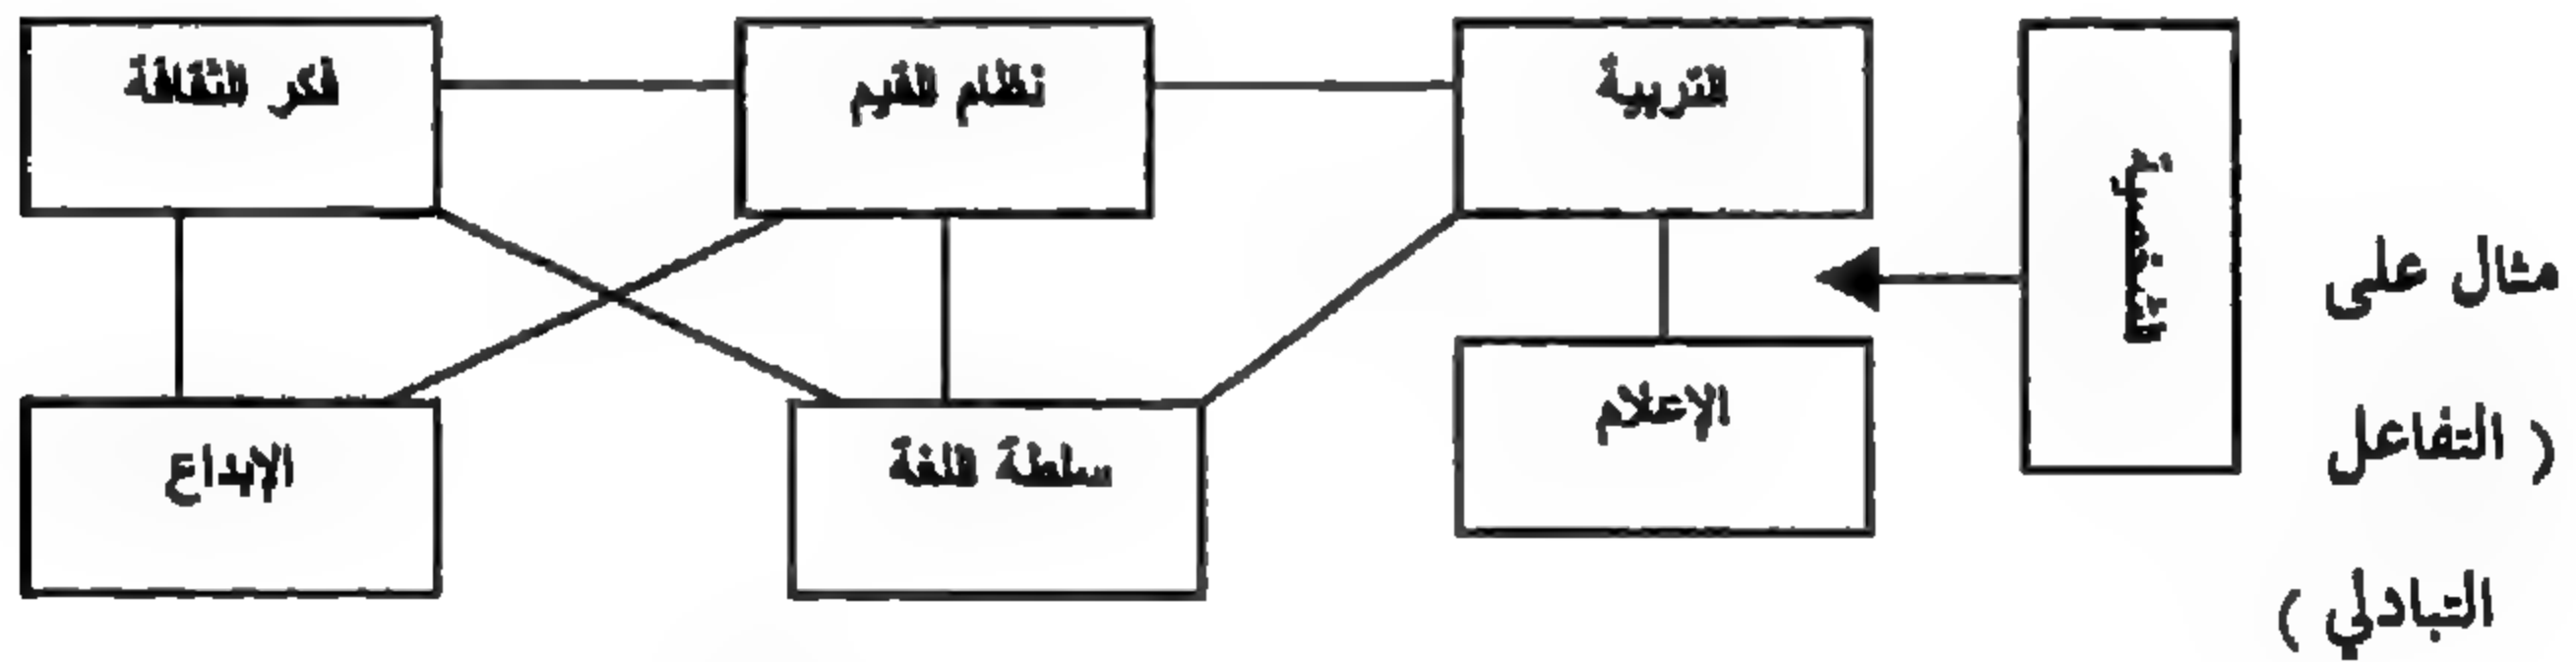 مثال على
( التفاعل
التبادلي )
التربية
نظام القيم
فكر الثقافة
الإعلام
سلطة اللغة
الإبداع